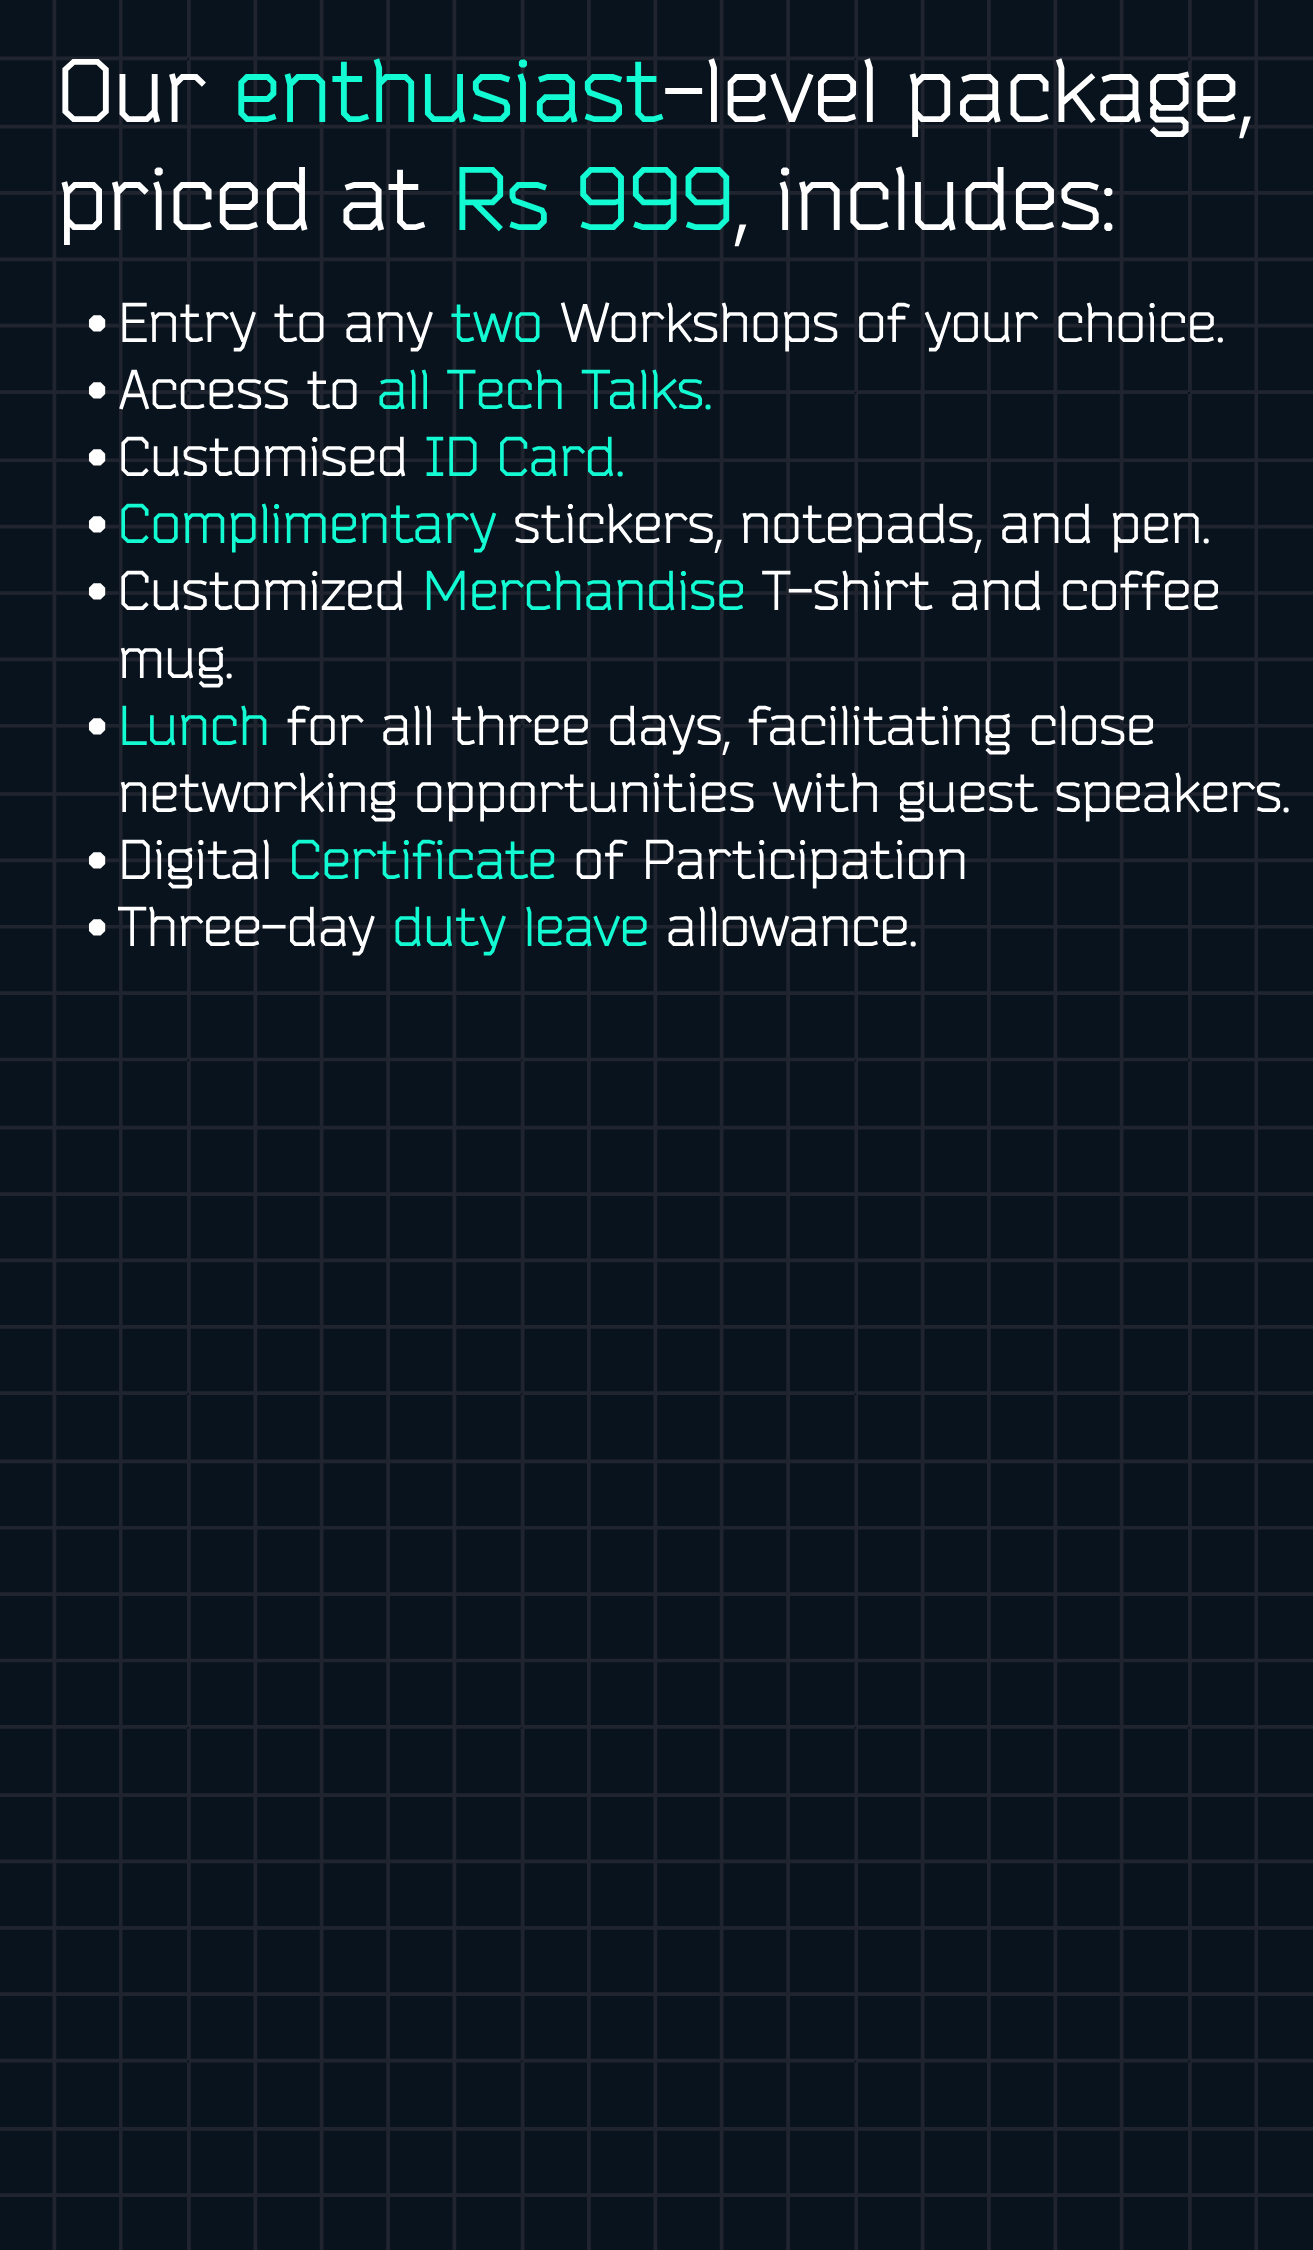 Our enthusiast-level package,
priced at Rs 999, includes:
• Entry to any two Workshops of your choice.
• Access to all Tech Talks.
• Customised ID Card.
• Complimentary stickers, notepads, and pen.
• Customized Merchandise T-shirt and coffee
mug.
• Lunch for all three days, facilitating close
networking opportunities with guest speakers.
• Digital Certificate of Participation
• Three-day duty leave allowance.